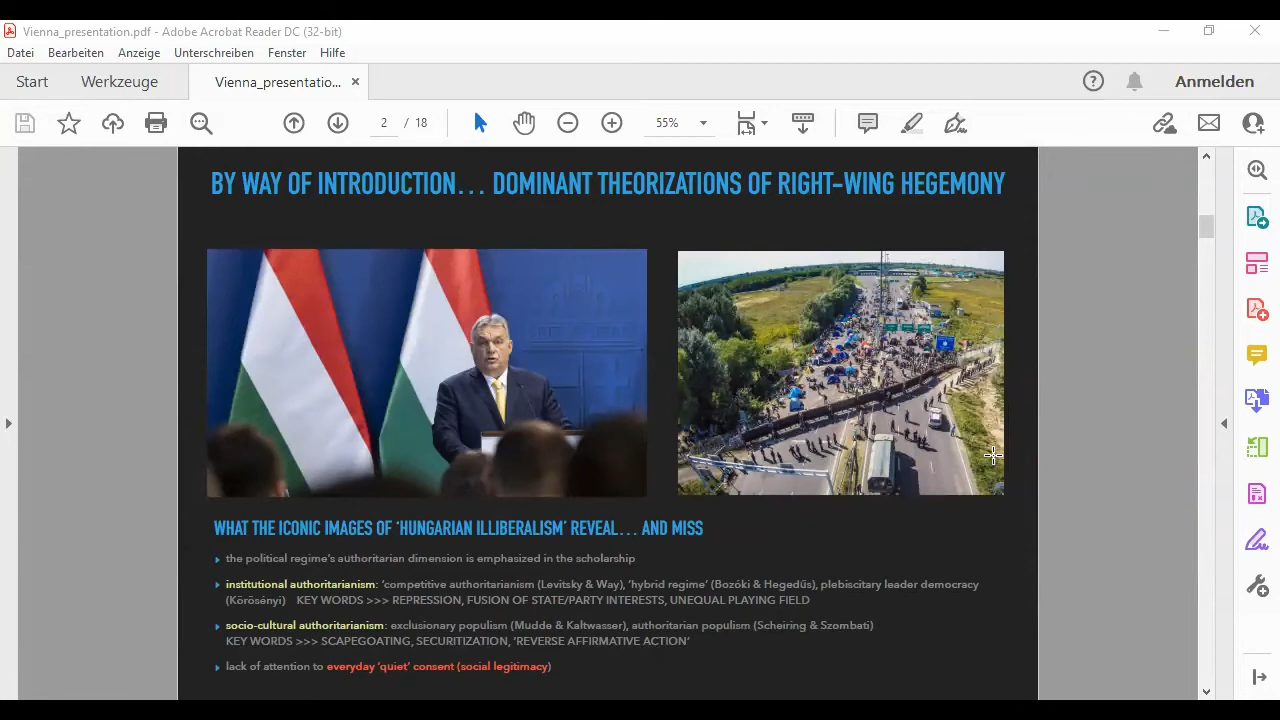 Vienna_presentation.pdf - Adobe Acrobat Reader DC (32-bit)
Datei Bearbeiten Anzeige Unterschreiben Fenster Hilfe
Start Werkzeuge Vienna_presentatio... × Anmelden
2 / 18 55%
BY WAY OF INTRODUCTION... DOMINANT THEORIZATIONS OF RIGHT-WING HEGEMONY
WHAT THE ICONIC IMAGES OF ‘HUNGARIAN ILLIBERALISM’ REVEAL... AND MISS
the political regime's authoritarian dimension is emphasized in the scholarship
institutional authoritarianism: ‘competitive authoritarianism (Levitsky & Way), ‘hybrid regime’ (Bozóki & Hegedűs), plebiscitary leader democracy
(Körösényi) KEY WORDS >>> REPRESSION, FUSION OF STATE/PARTY INTERESTS, UNEQUAL PLAYING FIELD
socio-cultural authoritarianism: exclusionary populism (Mudde & Kaltwasser), authoritarian populism (Scheiring & Szombati)
KEY WORDS >>> SCAPEGOATING, SECURITIZATION, ‘REVERSE AFFIRMATIVE ACTION’
lack of attention to everyday ‘quiet’ consent (social legitimacy)